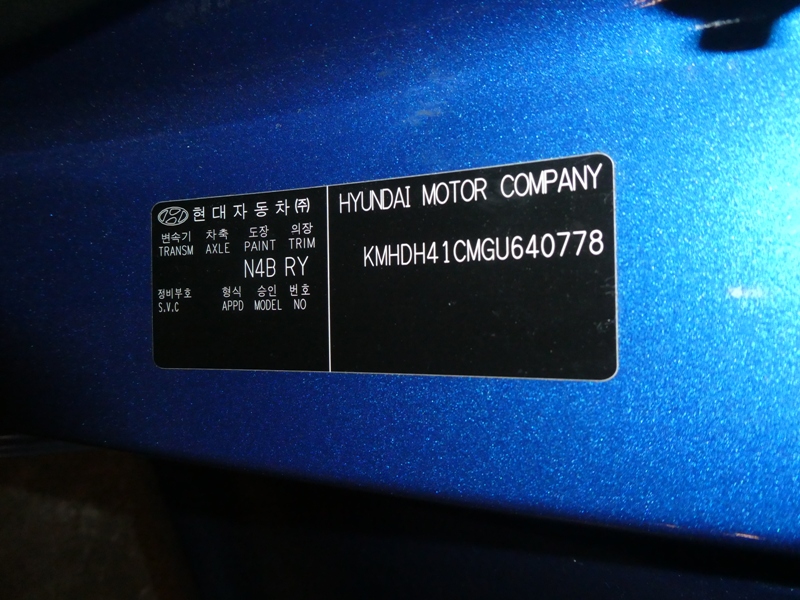 현대자동차㈜
변속기 차축 도장 의장
TRANSM AXLE PAINT TRIM
N4B RY
정비부호 형식 승인 번호
S.V.C APPD MODEL NO
HYUNDAI MOTOR COMPANY
KMHDH41CMGU640778